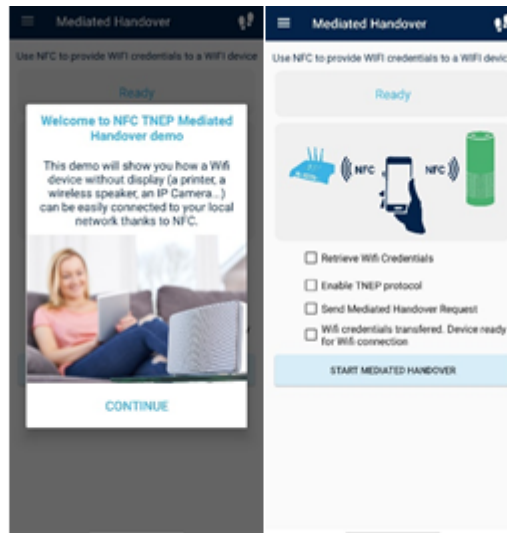 Mediated Handover
Use NFC to provide WIFI credentials to a WIFI device
Ready
Welcome to NFC TNEP Mediated
Handover demo
This demo will show you how a Wifi
device without display (a printer, a
wireless speaker, an IP Camera...)
can be easily connected to your local
network thanks to NFC.
CONTINUE
Mediated Handover
Use NFC to provide WIFI credentials to a WIFI devic
Ready
NFC
NFC
Retrieve Wifi Credentials
Enable TNEP protocol
Send Mediated Handover Request
Wifi credentials transfered. Device ready
for Wifi connection
START MEDIATED HANDOVER